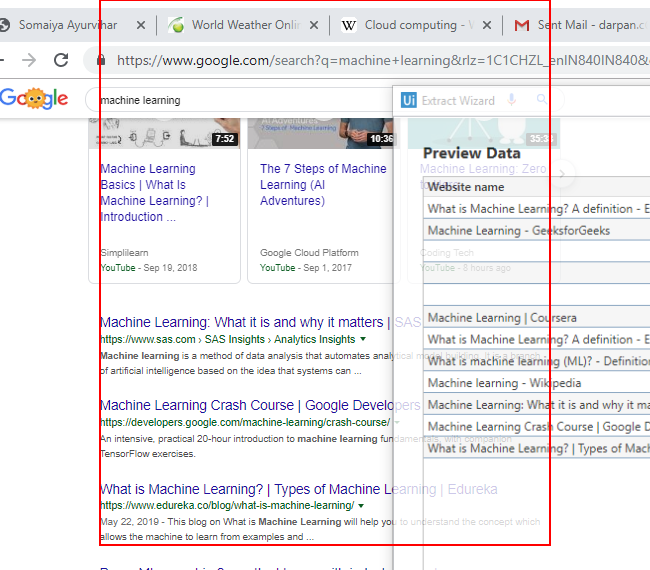 Somaiya Ayurvihar
World Weather Onlin
Cloud computing - W
Sent Mail - darpan.c
https://www.google.com/search?q=machine+learning&rlz=1C1CHZL_enIN840IN840&
Google
machine learning
Ui Extract Wizard
7:52
10:36
35:23
AI Adventures
7 Steps of Machine Learning
Machine Learning
Basics | What Is
Machine Learning? |
Introduction ...
Simplilearn
YouTube - Sep 19, 2018
The 7 Steps of Machine
Learning (AI
Adventures)
Google Cloud Platform
YouTube - Sep 1, 2017
Machine Learning: Zero
Coding Tech
YouTube - 8 hours ago
Machine Learning: What it is and why it matters | SAS
https://www.sas.com › SAS Insights › Analytics Insights
Machine learning is a method of data analysis that automates analytical model building. It is a branch
of artificial intelligence based on the idea that systems can ...
Machine Learning Crash Course | Google Developers
https://developers.google.com/machine-learning/crash-course/
An intensive, practical 20-hour introduction to machine learning fundamentals, with companion
TensorFlow exercises.
What is Machine Learning? | Types of Machine Learning | Edureka
https://www.edureka.co/blog/what-is-machine-learning/
May 22, 2019 - This blog on What is Machine Learning will help you to understand the concept which
allows the machine to learn from examples and ...
Preview Data
Website name
What is Machine Learning? A definition - E
Machine Learning - GeeksforGeeks
Machine Learning | Coursera
What is Machine Learning? A definition - E
What is machine learning (ML)? - Definitio
Machine learning - Wikipedia
Machine Learning: What it is and why it ma
Machine Learning Crash Course | Google D
What is Machine Learning? | Types of Mach